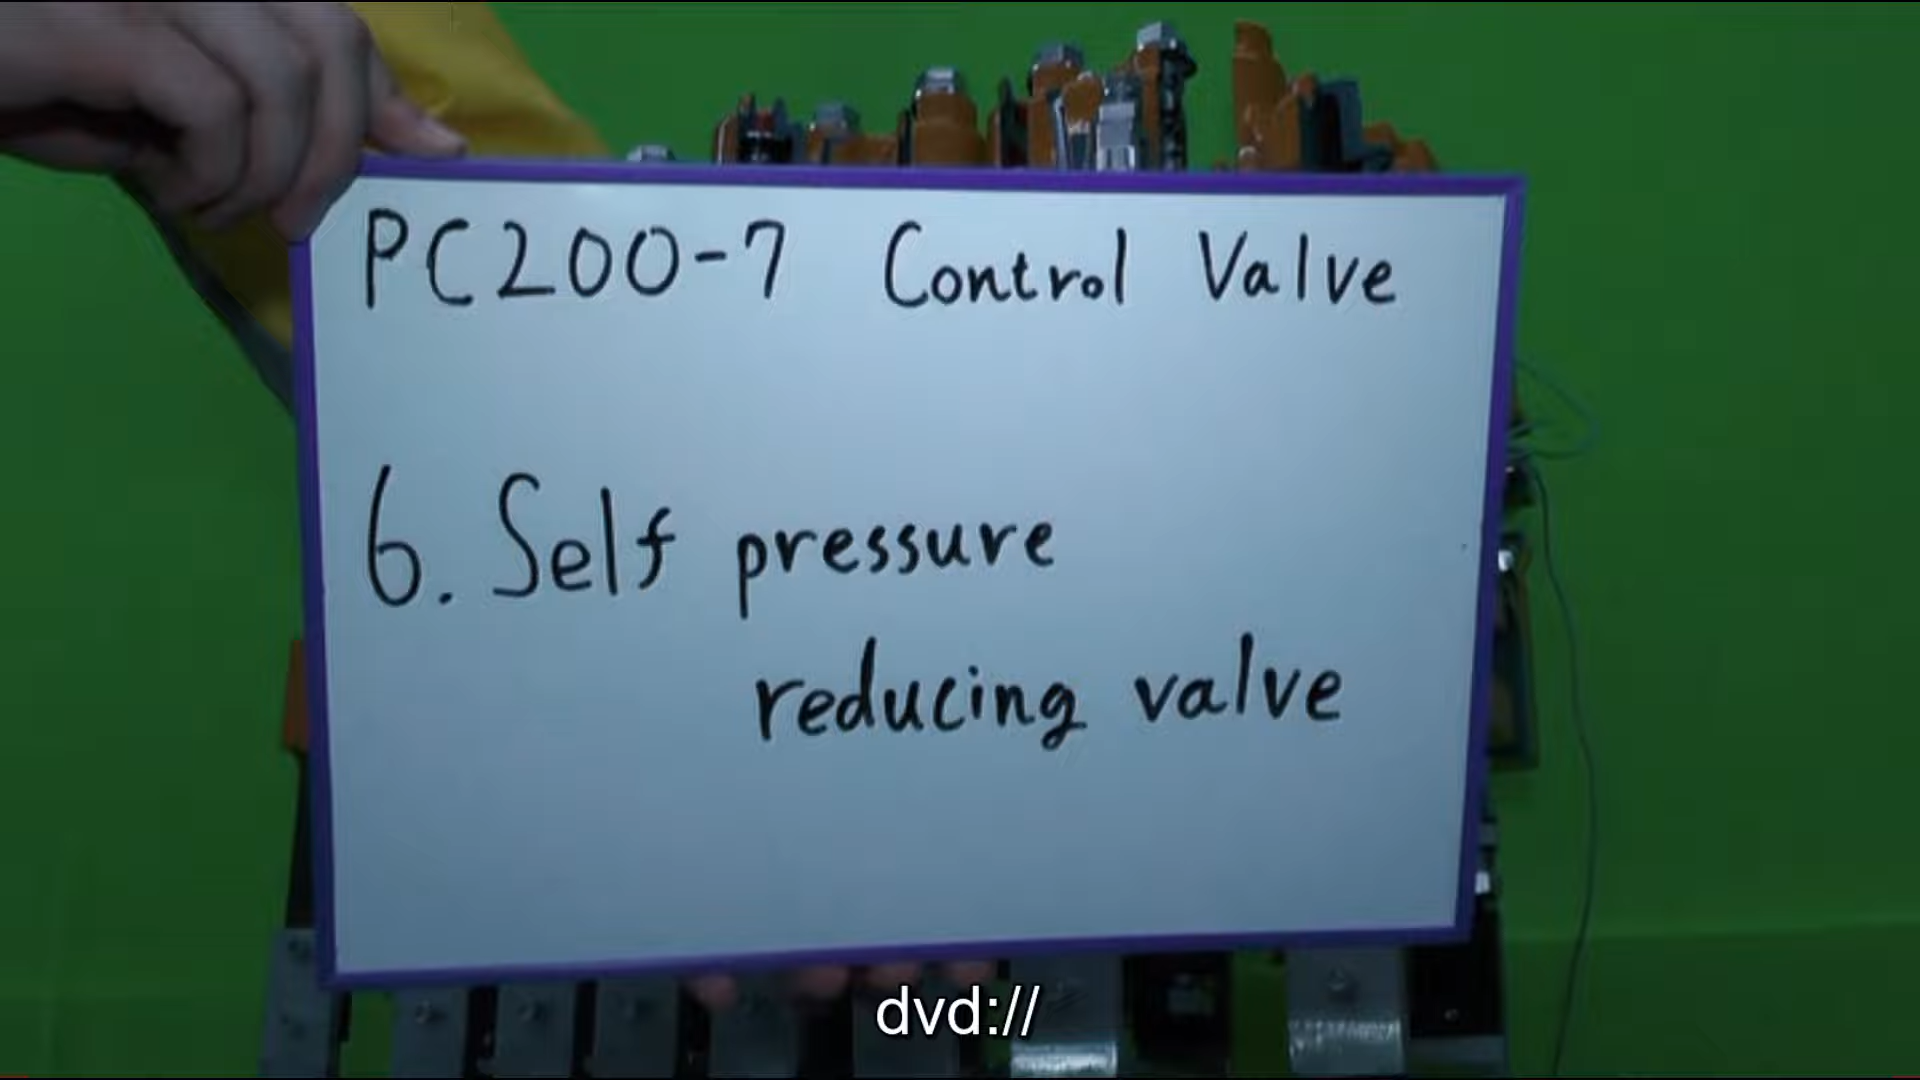 PC200-7 Control Valve
6. Self pressure
reducing valve
dvd://